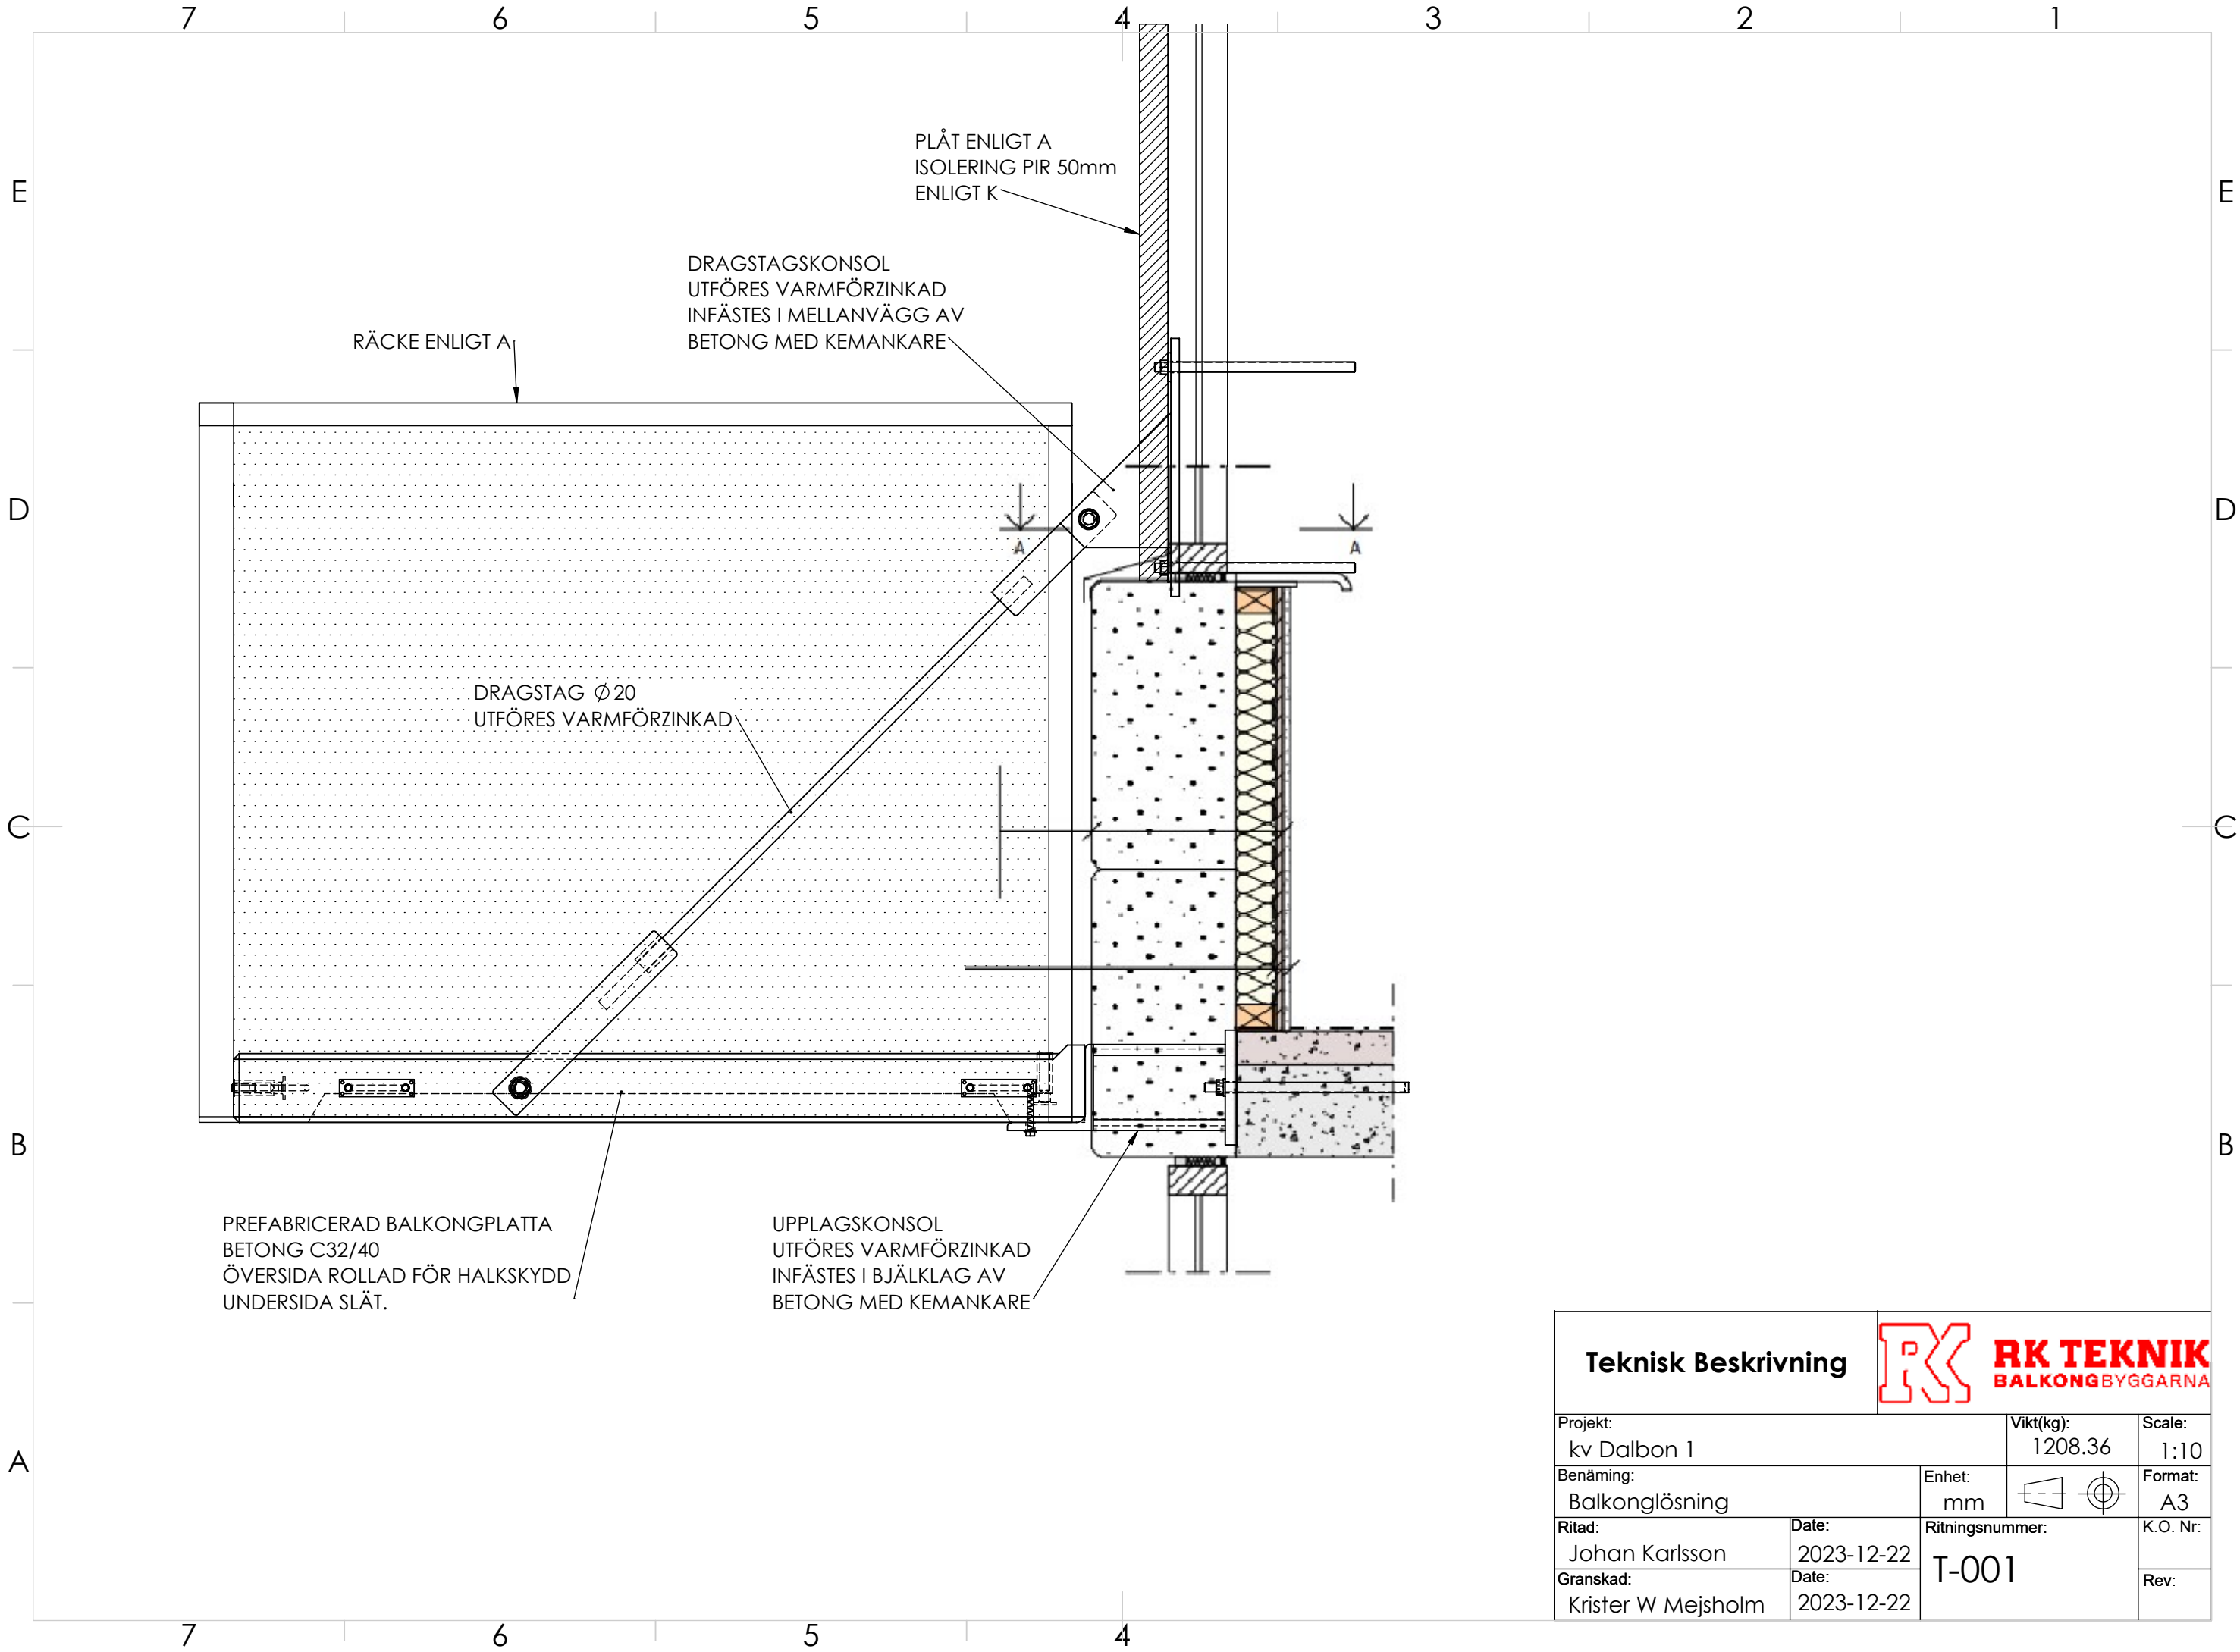 7 6 5 4 3 2 1
PLÅT ENLIGT A
ISOLERING PIR 50mm
ENLIGT K
E E
DRAGSTAGSKONSOL
UTFÖRES VARMFÖRZINKAD
INFÄSTES I MELLANVÄGG AV
BETONG MED KEMANKARE
RÄCKE ENLIGT A
D D
A A
DRAGSTAG Ø20
UTFÖRES VARMFÖRZINKAD
C C
B B
PREFABRICERAD BALKONGPLATTA
BETONG C32/40
ÖVERSIDA ROLLAD FÖR HALKSKYDD
UNDERSIDA SLÄT.
UPPLAGSKONSOL
UTFÖRES VARMFÖRZINKAD
INFÄSTES I BJÄLKLAG AV
BETONG MED KEMANKARE
A
Teknisk Beskrivning
RK
RK TEKNIK
BALKONGBYGGARNA
Projekt: Vikt(kg): Scale:
kv Dalbon 1 1208.36 1:10
Benäming: Enhet: Format:
Balkonglösning mm A3
Ritad: Date: Ritningsnummer: K.O. Nr:
Johan Karlsson 2023-12-22 T-001
Granskad: Date: Rev:
Krister W Mejsholm 2023-12-22
7 6 5 4